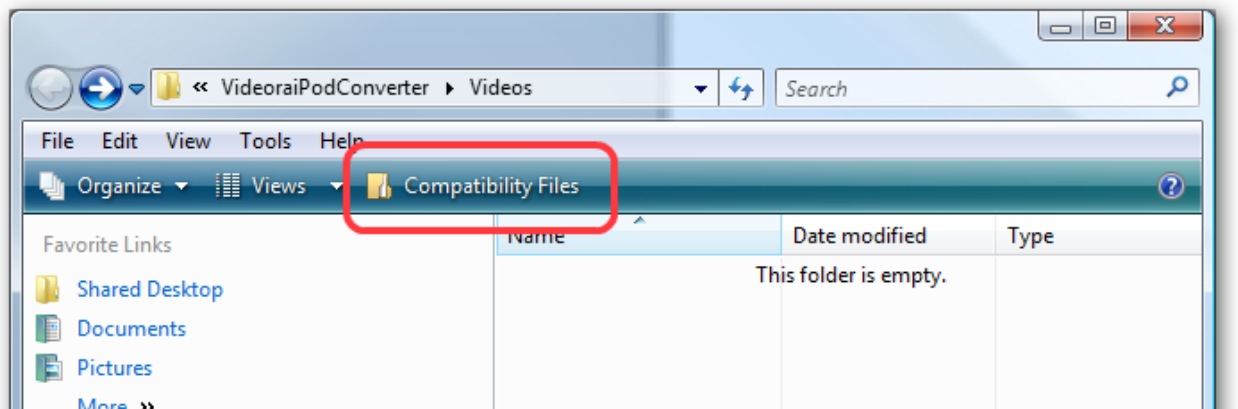 « VideoraiPodConverter Videos
Search
File Edit View Tools Help
Organize Views Compatibility Files
Favorite Links
Name Date modified Type
This folder is empty.
Shared Desktop
Documents
Pictures
More »